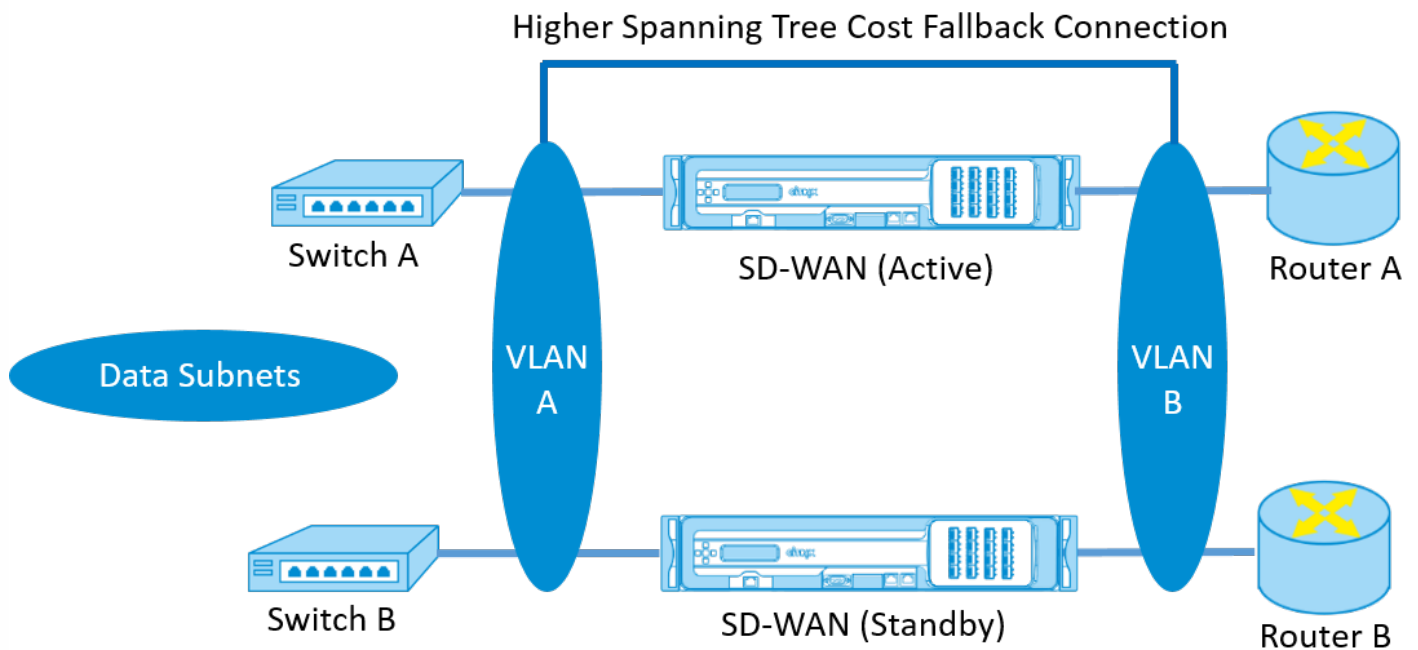 Higher Spanning Tree Cost Fallback Connection
Switch A
SD-WAN (Active)
Router A
Data Subnets
VLAN
A
VLAN
B
Switch B
SD-WAN (Standby)
Router B